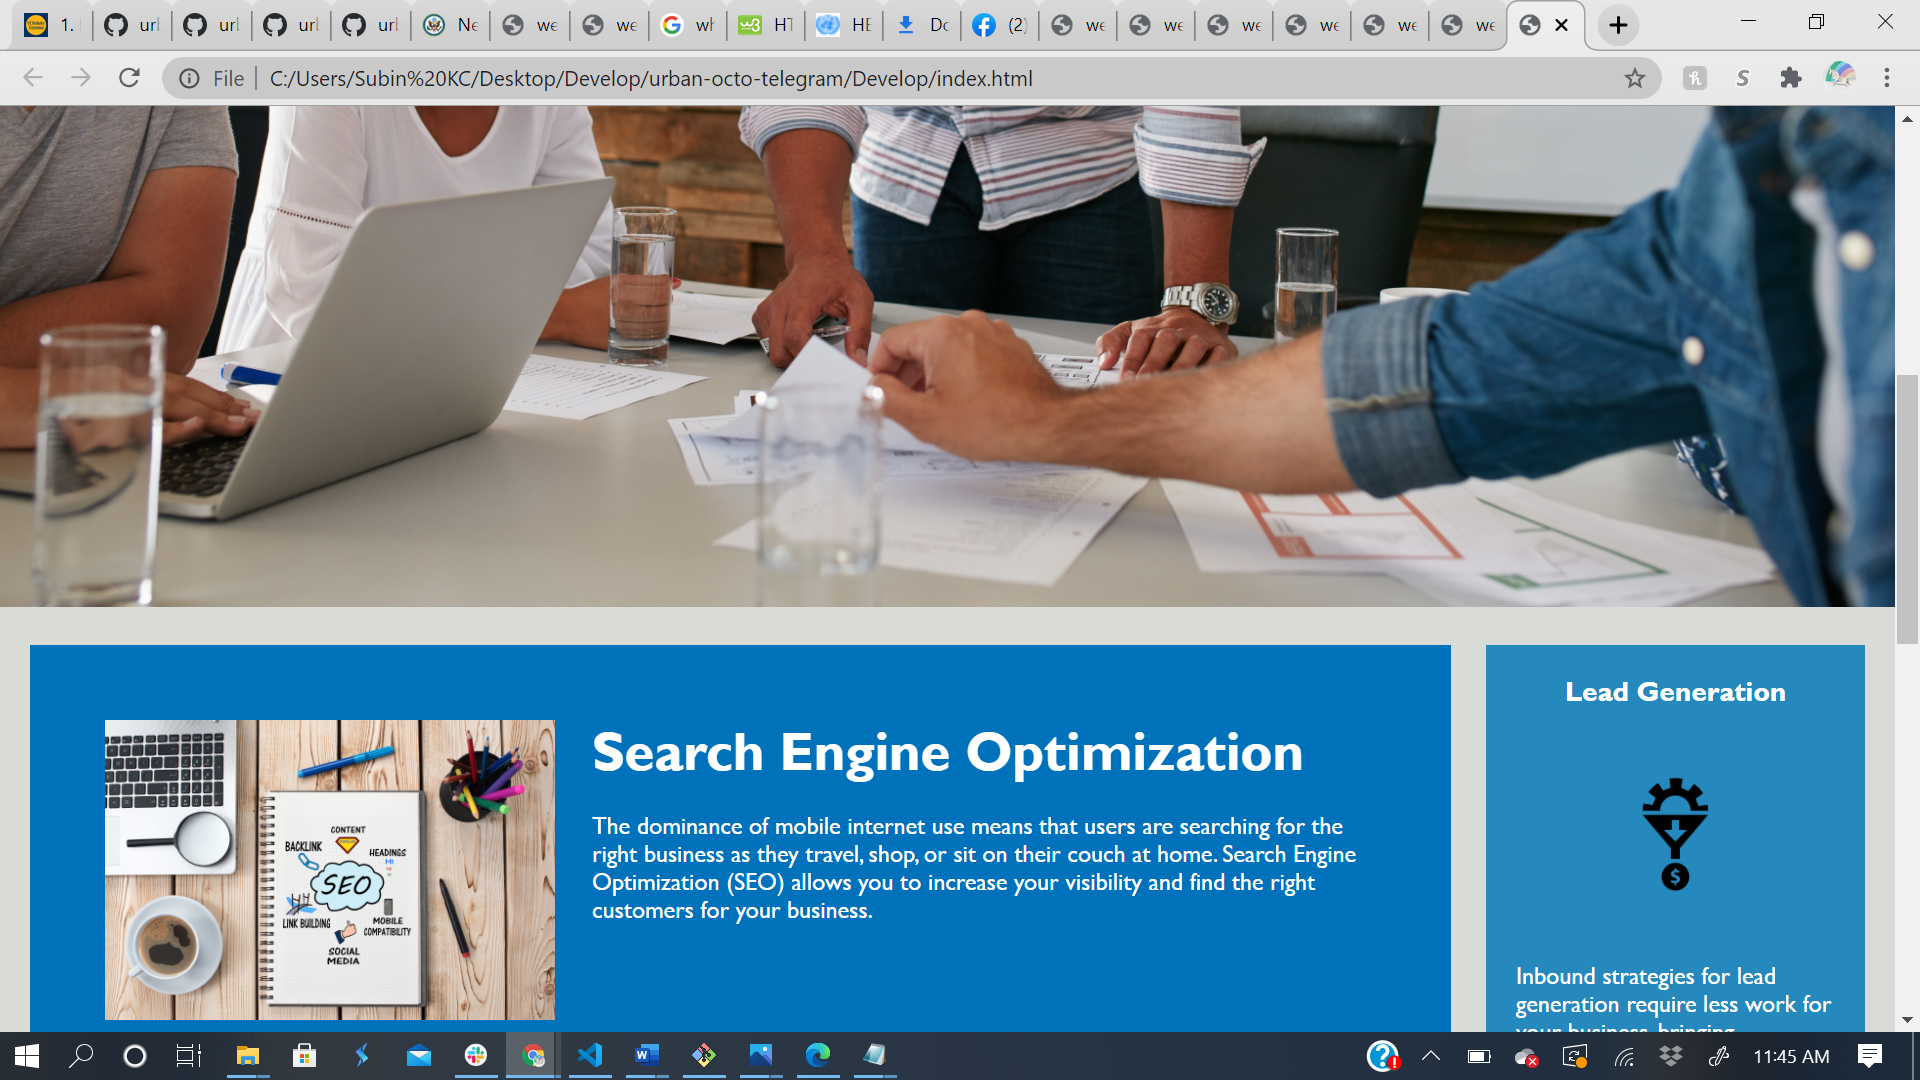 1.
url
url
url
url
Ne
we
we
wh
HT
HE
Do
(2)
we
we
we
we
we
we
File
C:/Users/Subin%20KC/Desktop/Develop/urban-octo-telegram/Develop/index.html
Search Engine Optimization
The dominance of mobile internet use means that users are searching for the
right business as they travel, shop, or sit on their couch at home. Search Engine
Optimization (SEO) allows you to increase your visibility and find the right
customers for your business.
CONTENT
BACKLINK
HEADINGS
H1
SEO
LINK BUILDING
MOBILE
COMPATIBILITY
SOCIAL
MEDIA
Lead Generation
$
Inbound strategies for lead
generation require less work for
your business, bringing
11:45 AM